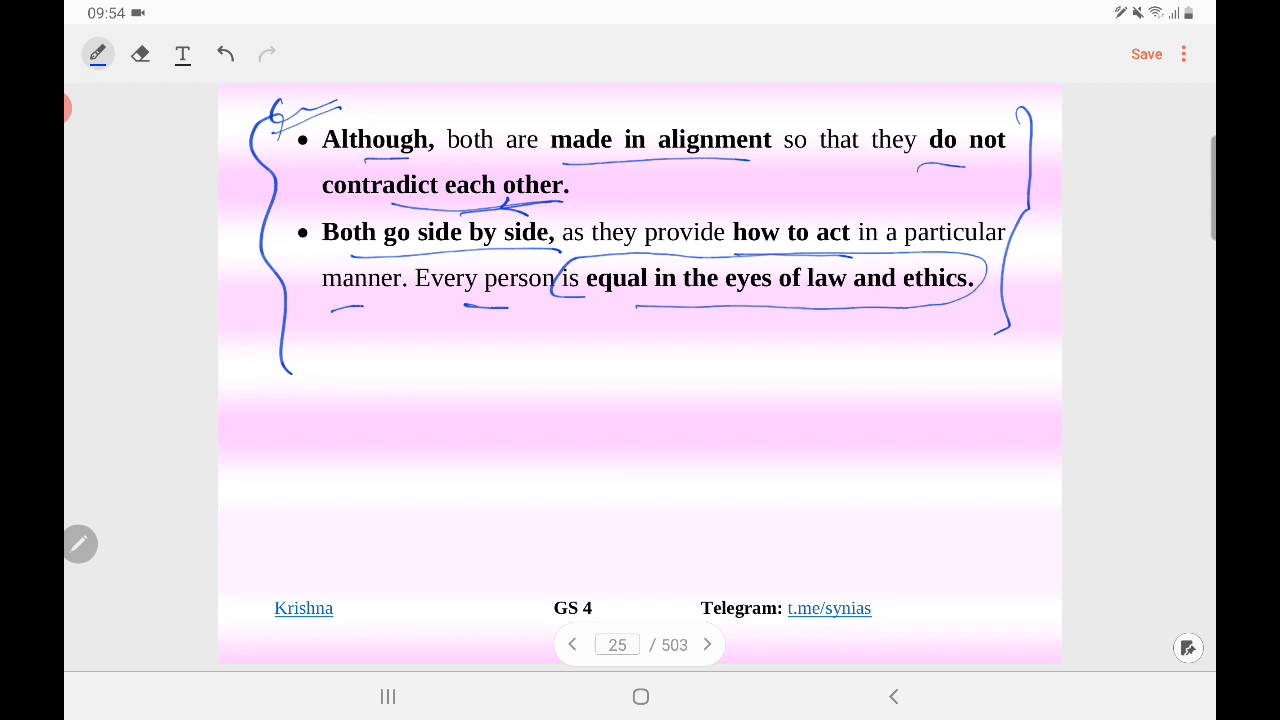 09:54
T
Save
• Although, both are made in alignment so that they do not
contradict each other.
• Both go side by side, as they provide how to act in a particular
manner. Every person is equal in the eyes of law and ethics.
Krishna GS 4 Telegram: t.me/synias
25 / 503